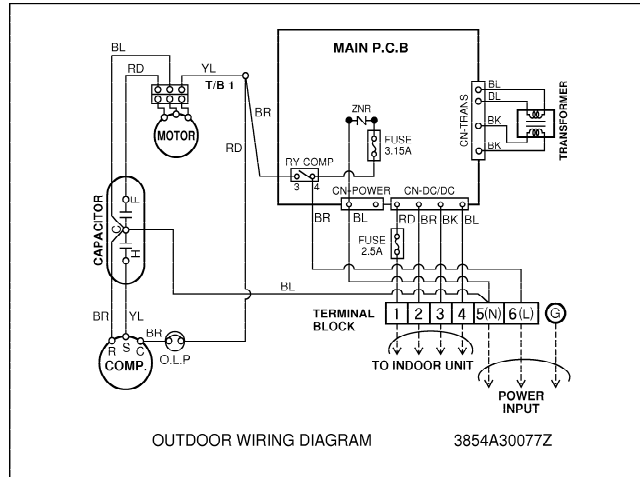 MAIN P.C.B
BL
RD
YL
T/B 1
MOTOR
BR
RD
ZNR
FUSE
3.15A
RY COMP
3 4
CN-TRANS
BL
BL
BK
BK
TRANSFORMER
CN-POWER
CN-DC/DC
BR
BL
RD
BR
BK
BL
FUSE
2.5A
CAPACITOR
F
C
H
BL
BR
YL
BR
R
S
C
O.L.P
COMP.
TERMINAL
BLOCK
1 2 3 4 5(N) 6(L) G
TO INDOOR UNIT
POWER
INPUT
OUTDOOR WIRING DIAGRAM
3854A30077Z